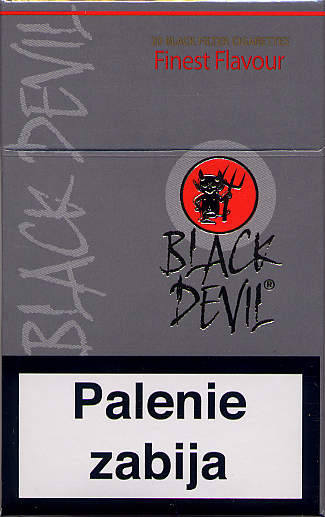 20 BLACK FILTER CIGARETTES
Finest Flavour
BLACK DEVIL
BLACK
DEVIL®
Palenie
zabija